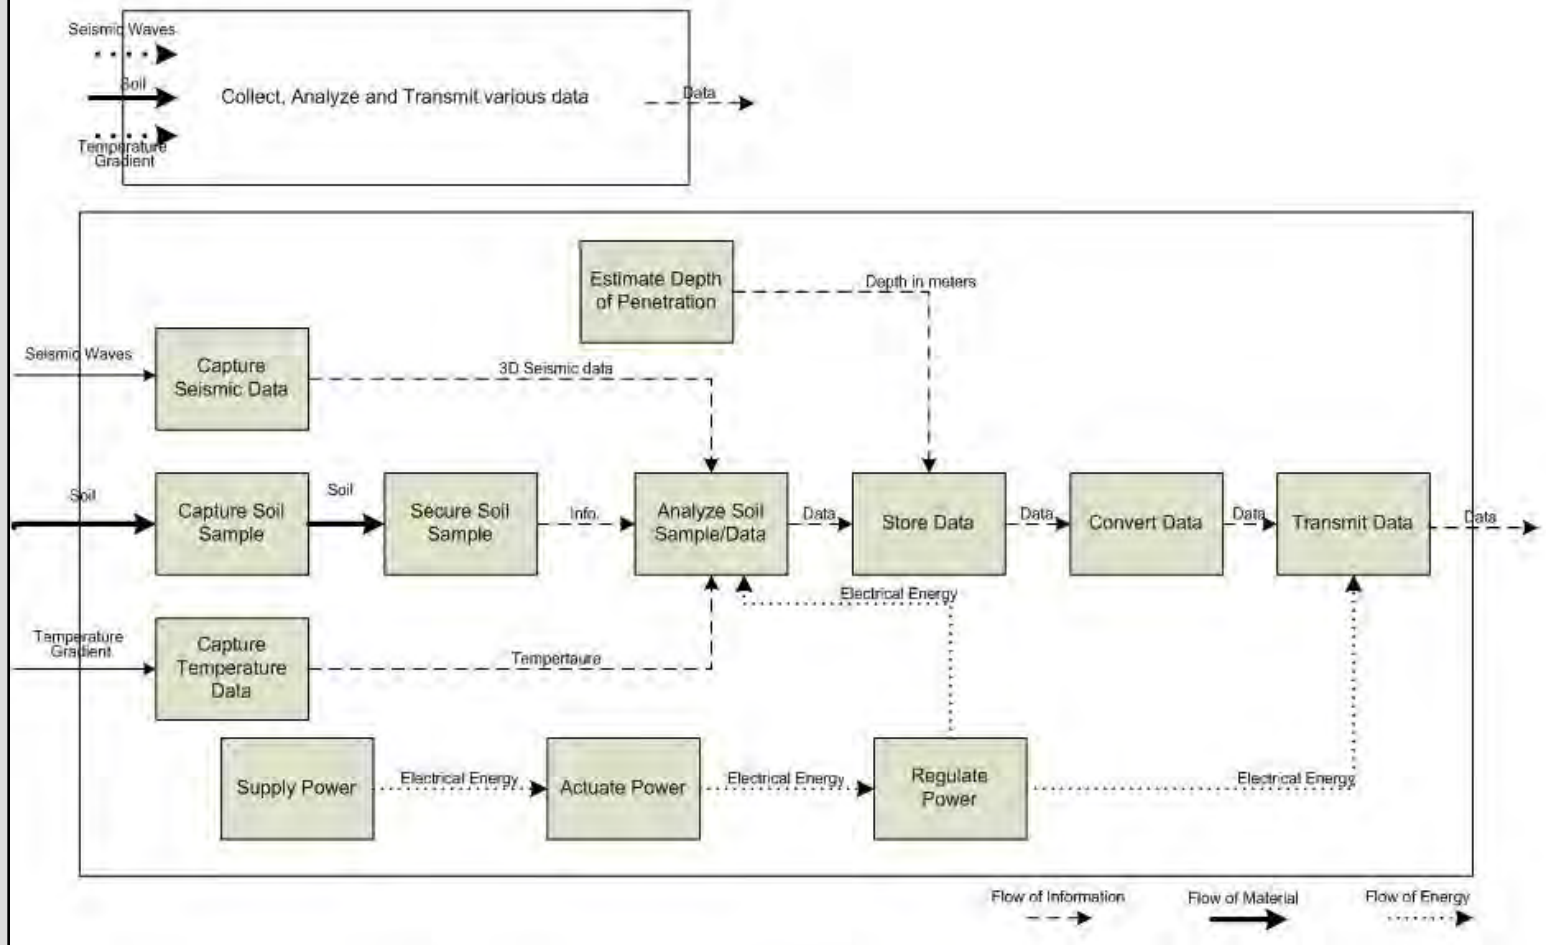 Seismic Waves
Soil
Collect, Analyze and Transmit various data
Data
Temperature
Gradient
Estimate Depth
of Penetration
Depth in meters
Seismic Waves
Capture
Seismic Data
3D Seismic data
Soil
Capture Soil
Sample
Soil
Secure Soil
Sample
Info.
Analyze Soil
Sample/Data
Data
Store Data
Data
Convert Data
Data
Transmit Data
Data
Electrical Energy
Temperature
Gradient
Capture
Temperature
Data
Tempertaure
Supply Power
Electrical Energy
Actuate Power
Electrical Energy
Regulate
Power
Electrical Energy
Flow of Information
Flow of Material
Flow of Energy